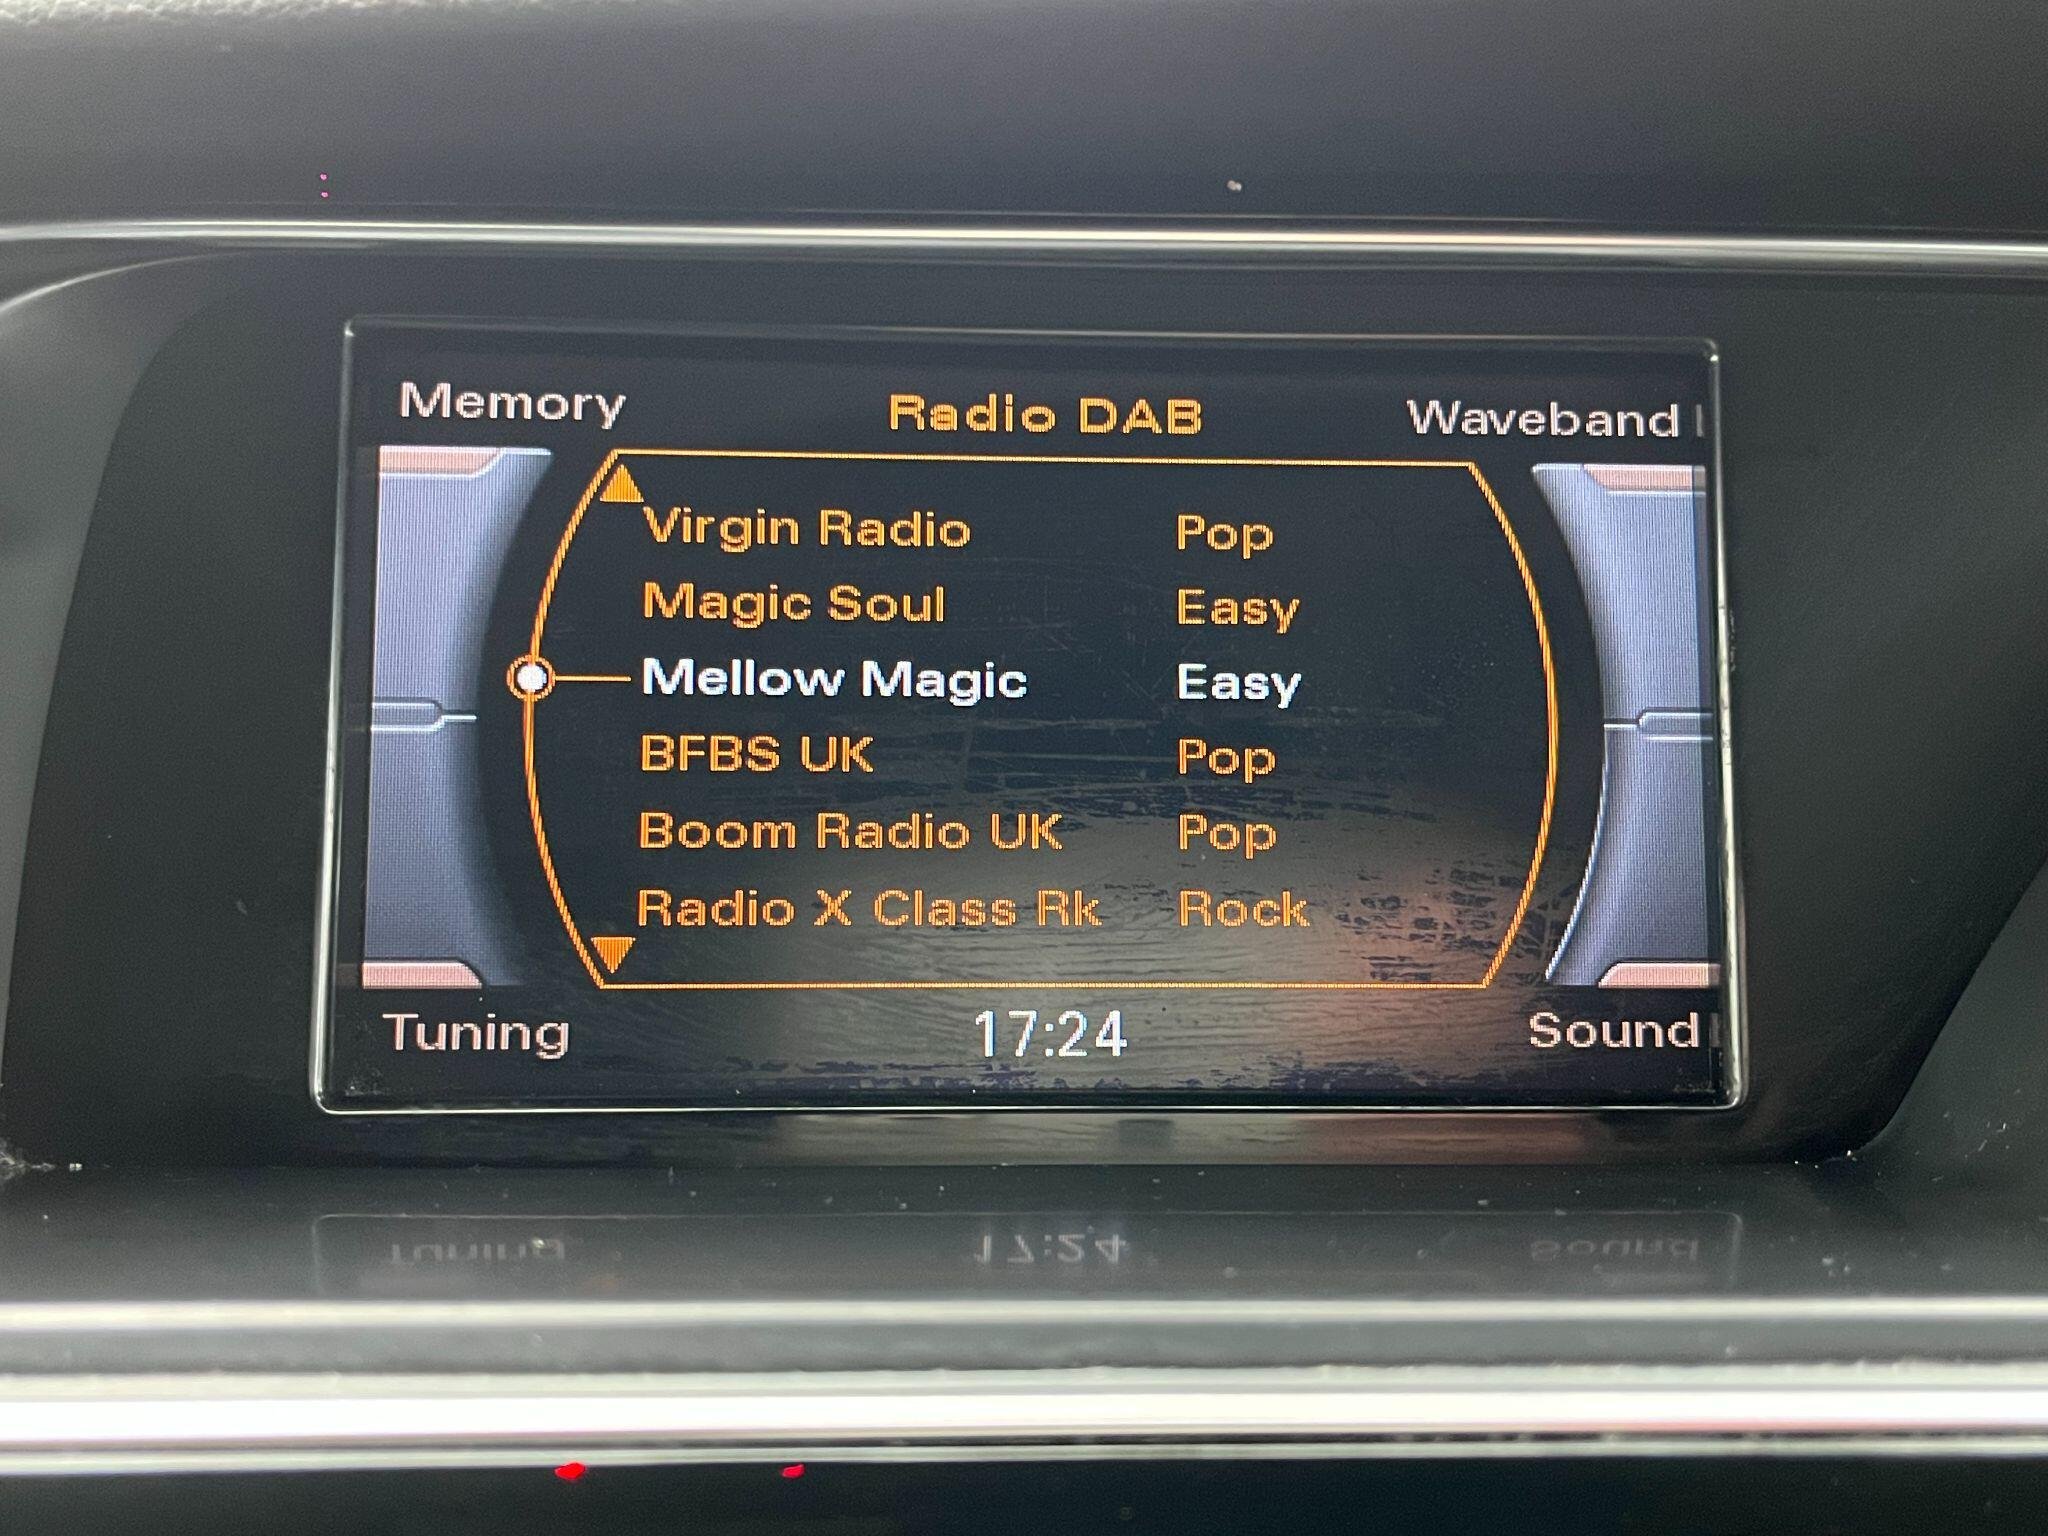 Memory Radio DAB Waveband
Virgin Radio Pop
Magic Soul Easy
Mellow Magic Easy
BFBS UK Pop
Boom Radio UK Pop
Radio X Class Rk Rock
Tuning 17:24 Sound